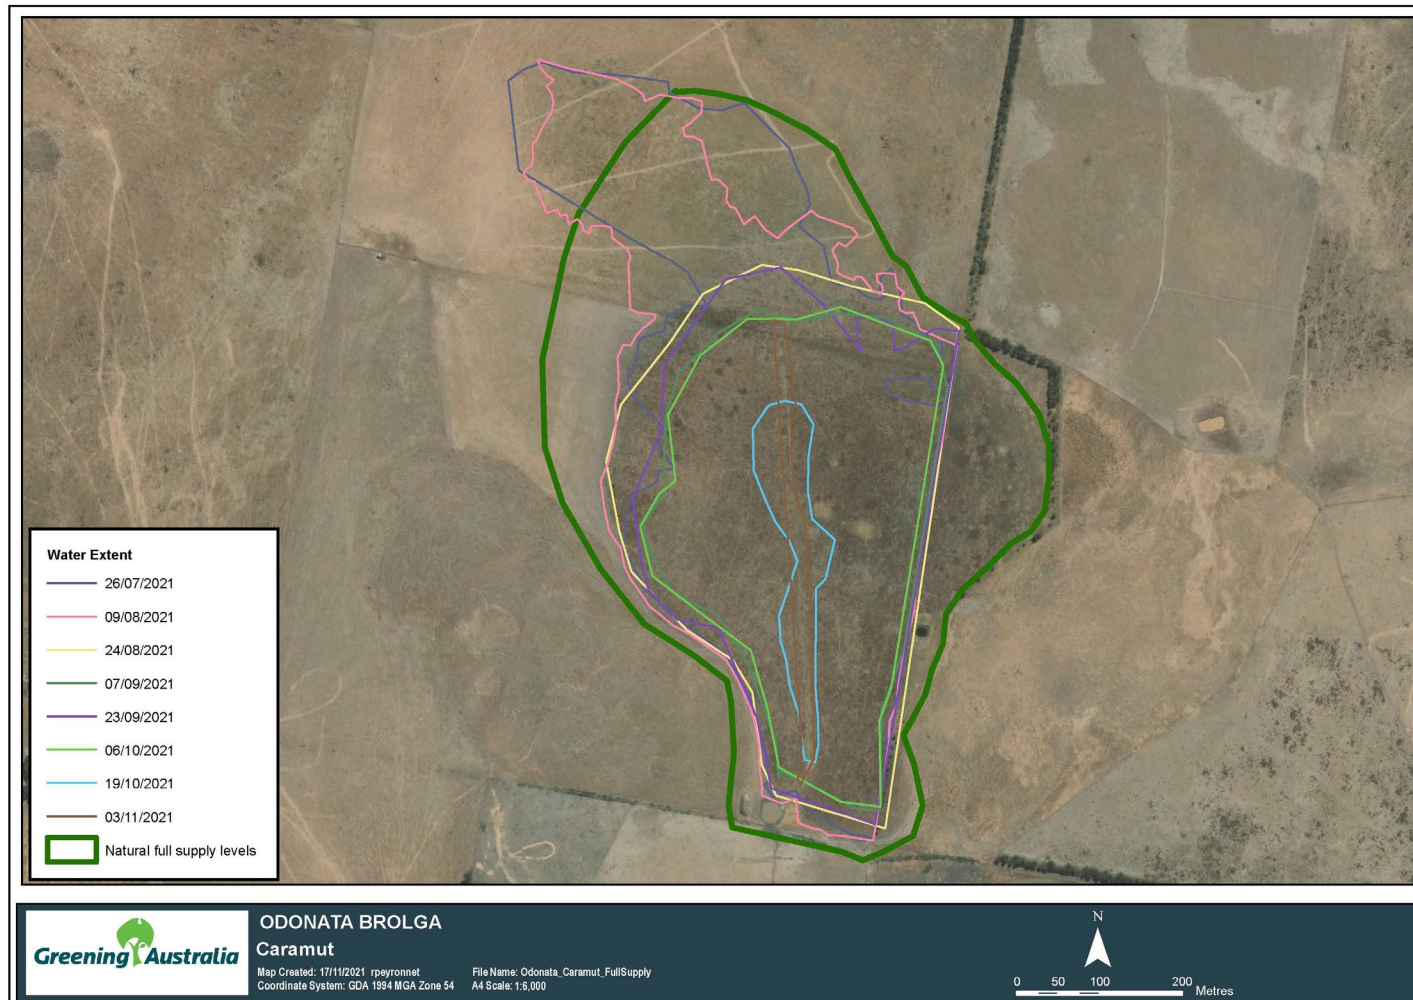 Water Extent
26/07/2021
09/08/2021
24/08/2021
07/09/2021
23/09/2021
06/10/2021
19/10/2021
03/11/2021
Natural full supply levels
Greening Australia
ODONATA BROLGA
Caramut
Map Created: 17/11/2021 rpeyronnet
Coordinate System: GDA 1994 MGA Zone 54
File Name: Odonata_Caramut_FullSupply
A4 Scale: 1:6,000
N
0 50 100 200
Metres